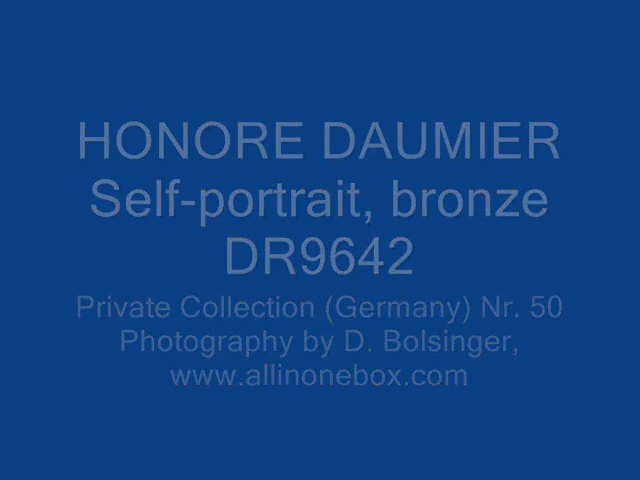 HONORE DAUMIER
Self-portrait, bronze
DR9642
Private Collection (Germany) Nr. 50
Photography by D. Bolsinger,
www.allinonebox.com